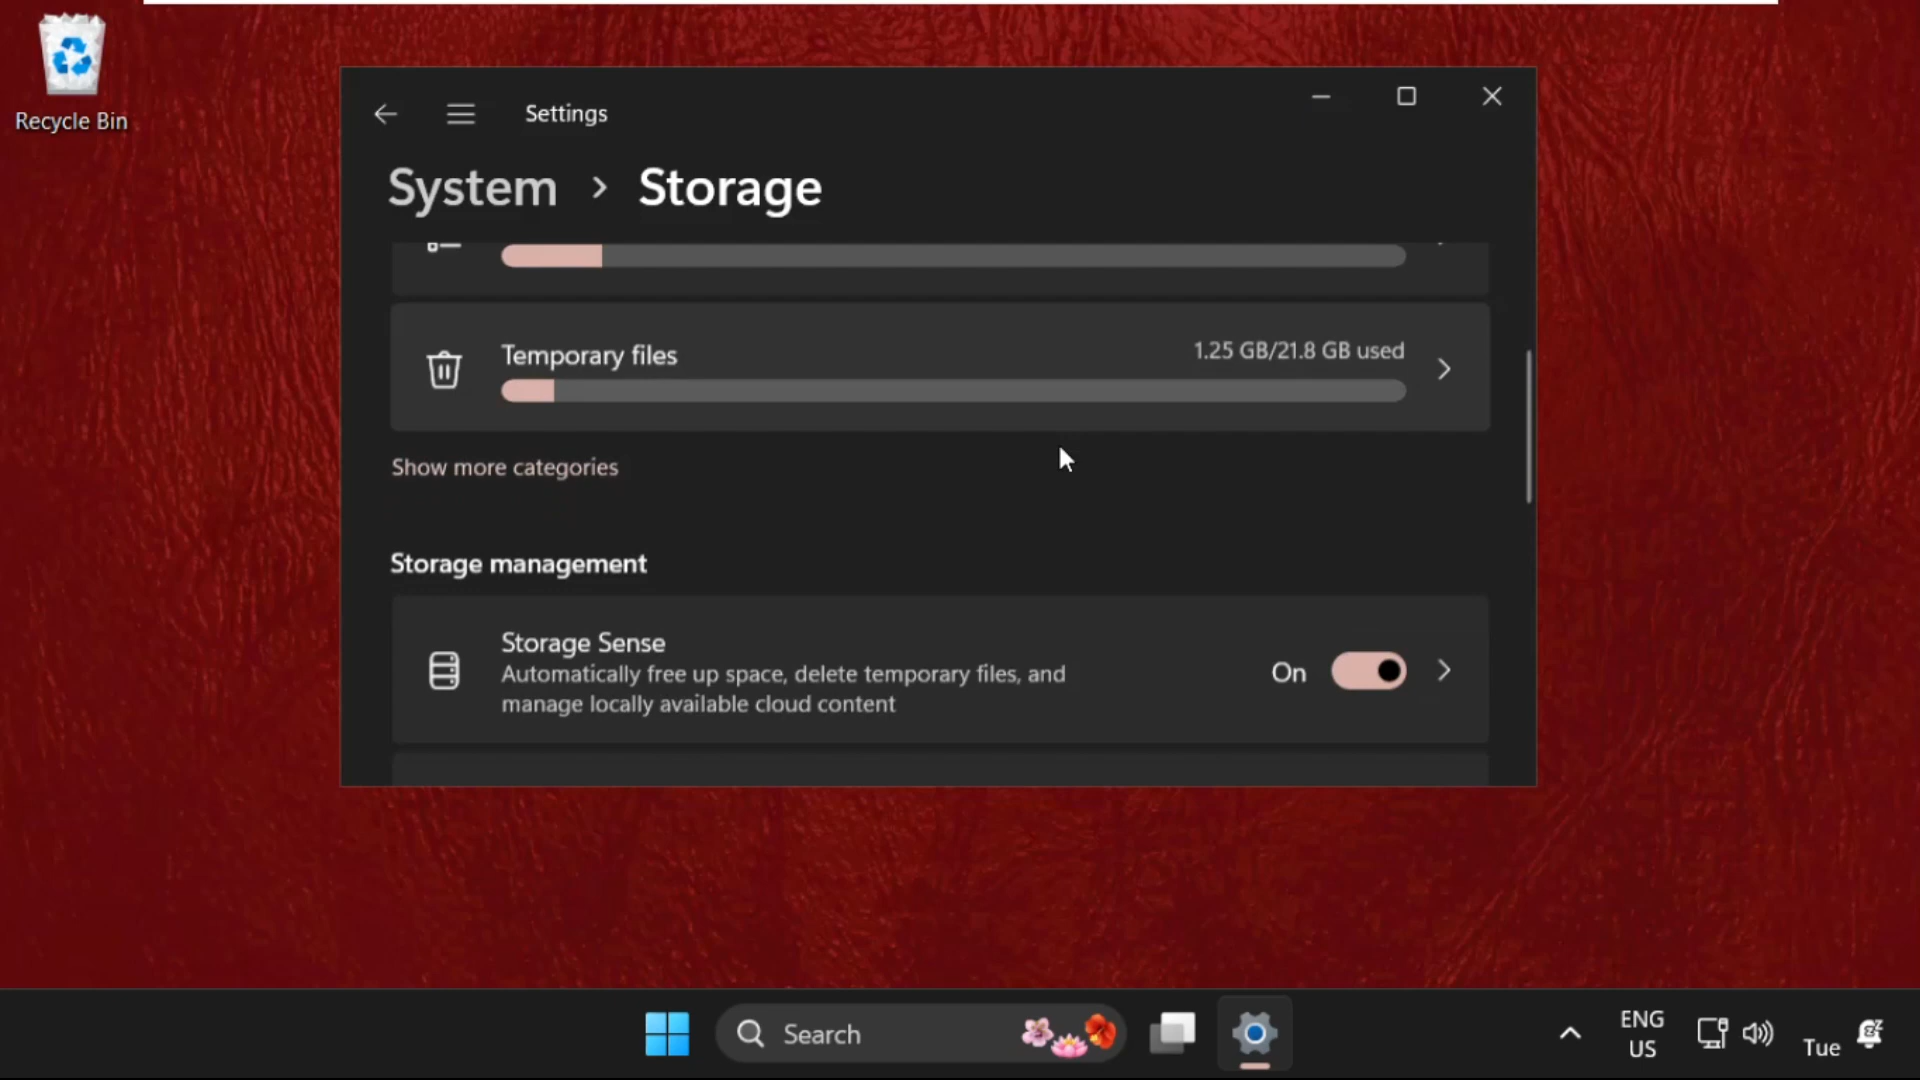 Recycle Bin
Settings
System > Storage
Temporary files
1.25 GB/21.8 GB used
Show more categories
Storage management
Storage Sense
Automatically free up space, delete temporary files, and
manage locally available cloud content
On
Search
ENG
US
Tue